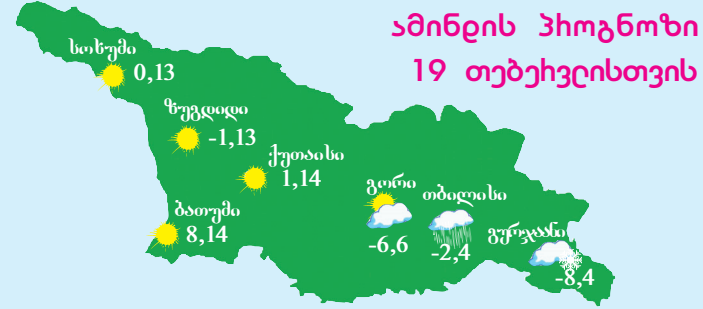 ამინდის პროგნოზი
19 თებერვლისთვის
სოხუმი
0,13
ზუგდიდი
-1,13
ქუთაისი
1,14
ბათუმი
8,14
გორი
-6,6
თბილისი
-2,4
გურჯაანი
-8,4